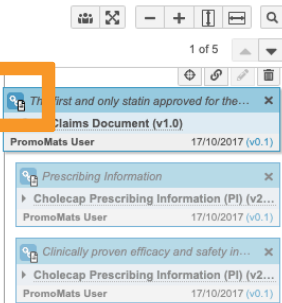 1 of 5
The first and only statin approved for the...
Claims Document (v1.0)
PromoMats User 17/10/2017 (v0.1)
Prescribing Information
Cholecap Prescribing Information (PI) (v2...
PromoMats User 17/10/2017 (v0.1)
Clinically proven efficacy and safety in...
Cholecap Prescribing Information (PI) (v2...
PromoMats User 17/10/2017 (v0.1)